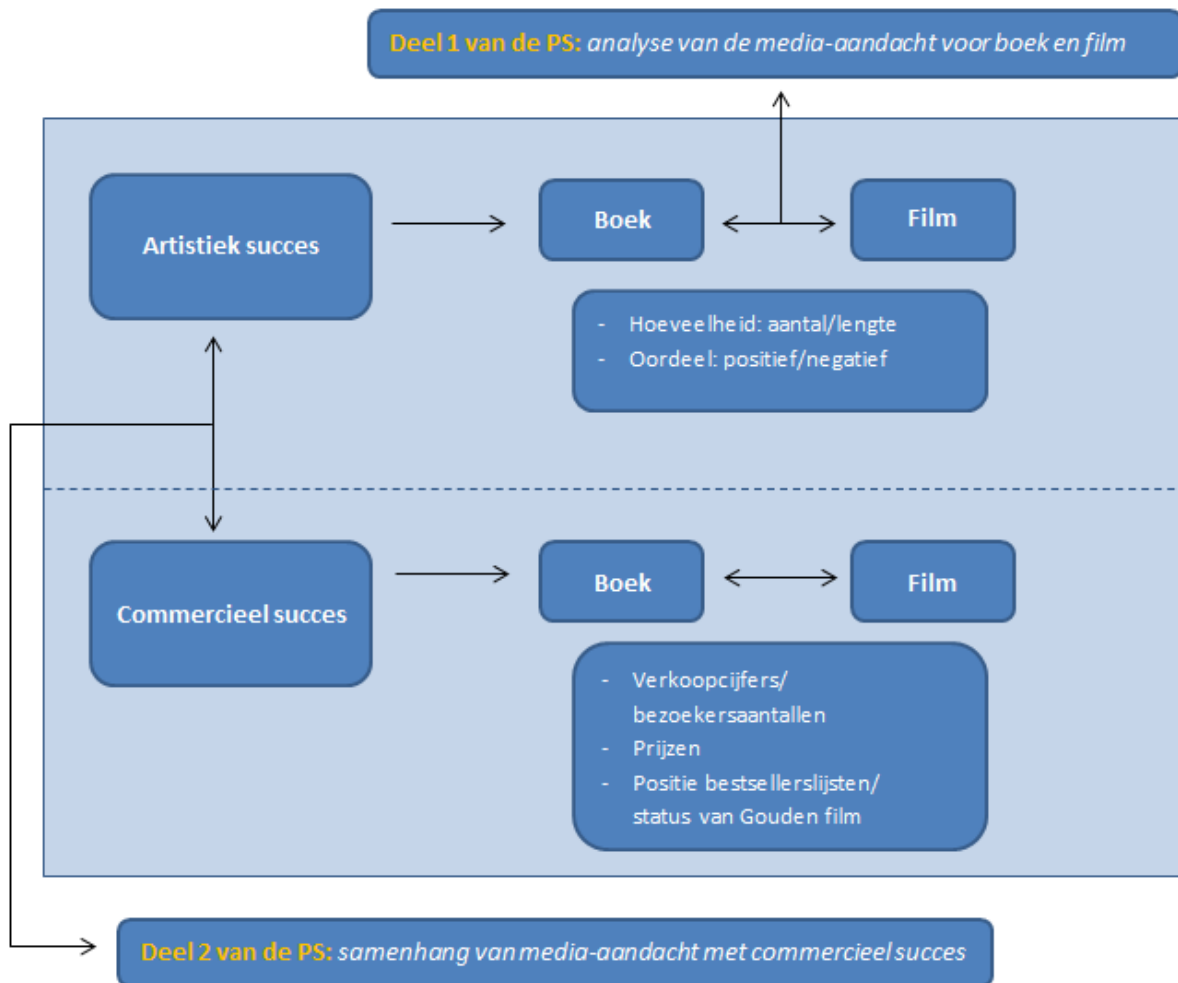 Deel 1 van de PS: analyse van de media-aandacht voor boek en film
Artistiek succes
Boek
Film
- Hoeveelheid: aantal/lengte
- Oordeel: positief/negatief
Commercieel succes
Boek
Film
- Verkoopcijfers/
bezoekersaantallen
- Prijzen
- Positie bestsellerslijsten/
status van Gouden film
Deel 2 van de PS: samenhang van media-aandacht met commercieel succes